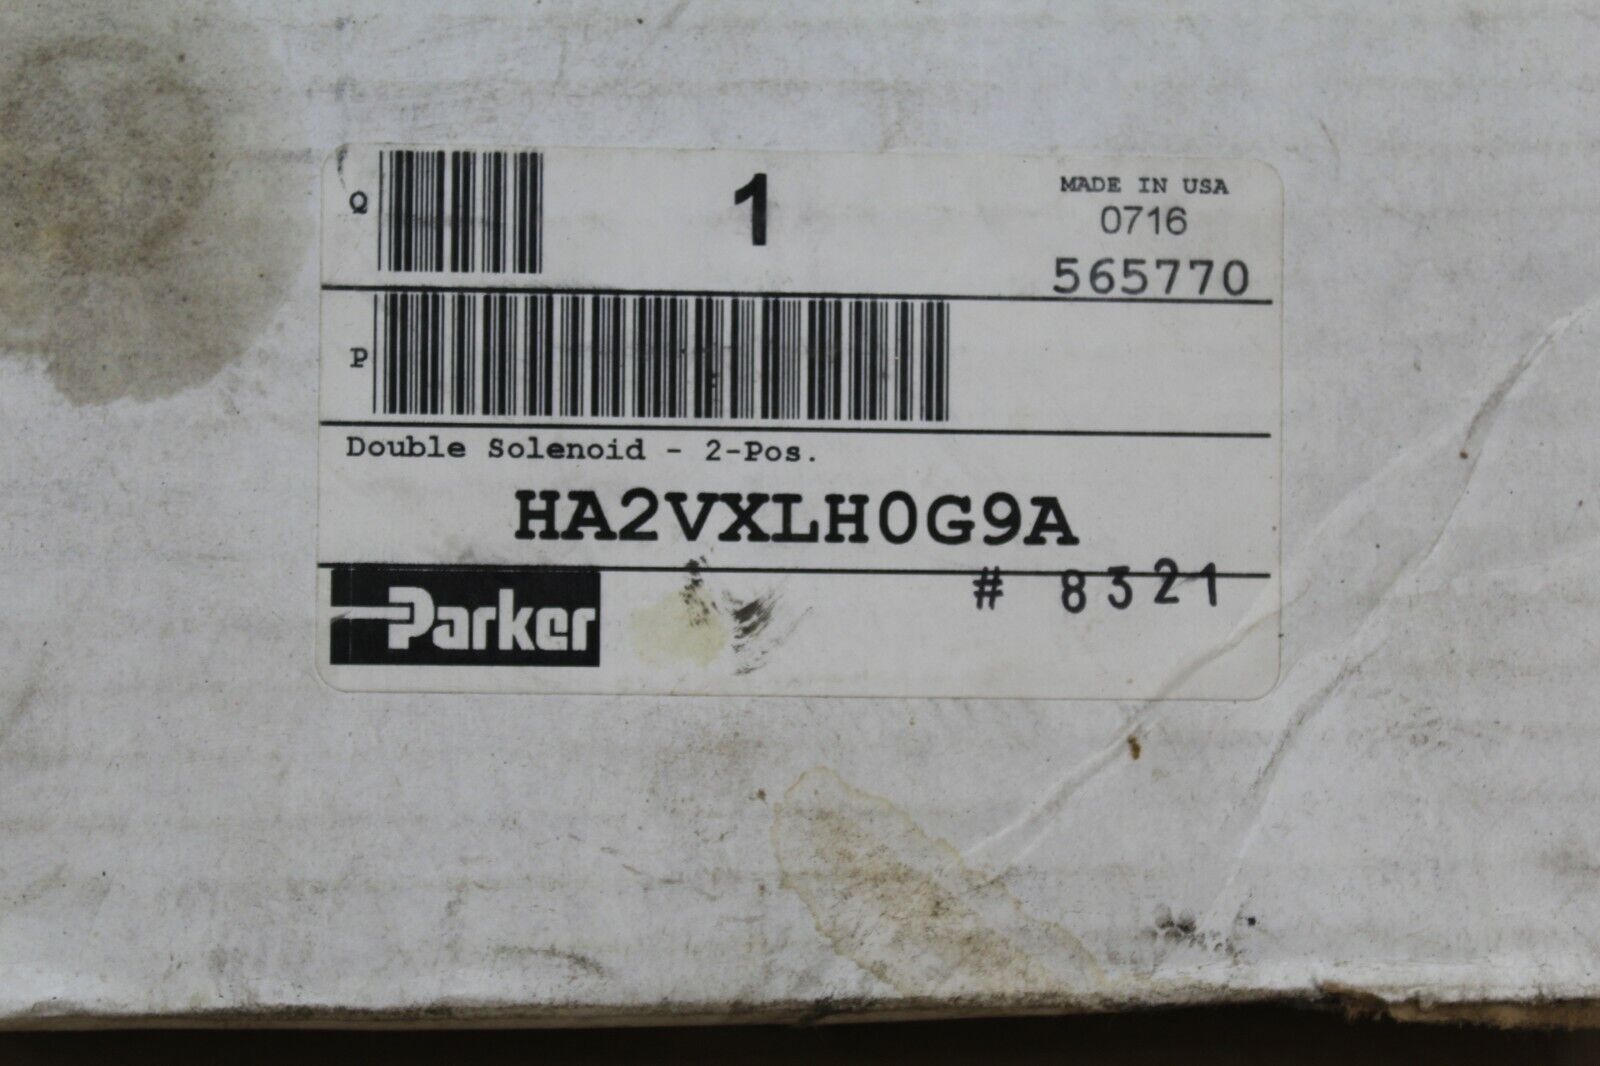 Q
1
MADE IN USA
0716
565770
P
Double Solenoid - 2-Pos.
HA2VXLH0G9A
Parker
# 8321